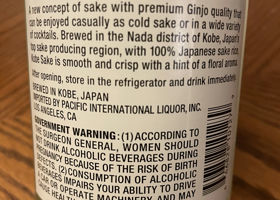 A new concept of sake with premium Ginjo quality that
can be enjoyed casually as cold sake or in a wide variety
of cocktails. Brewed in the Nada district of Kobe, Japan's
top sake producing region, with 100% Japanese sake rice,
Kobe Sake is smooth and crisp with a hint of a floral aroma.
After opening, store in the refrigerator and drink immediately.
BREWED IN KOBE, JAPAN
IMPORTED BY PACIFIC INTERNATIONAL LIQUOR, INC.
LOS ANGELES, CA
GOVERNMENT WARNING: (1) ACCORDING TO
THE SURGEON GENERAL, WOMEN SHOULD
NOT DRINK ALCOHOLIC BEVERAGES DURING
PREGNANCY BECAUSE OF THE RISK OF BIRTH
DEFECTS. (2) CONSUMPTION OF ALCOHOLIC
BEVERAGES IMPAIRS YOUR ABILITY TO DRIVE
A CAR OR OPERATE MACHINERY, AND MAY
CAUSE HEALTH